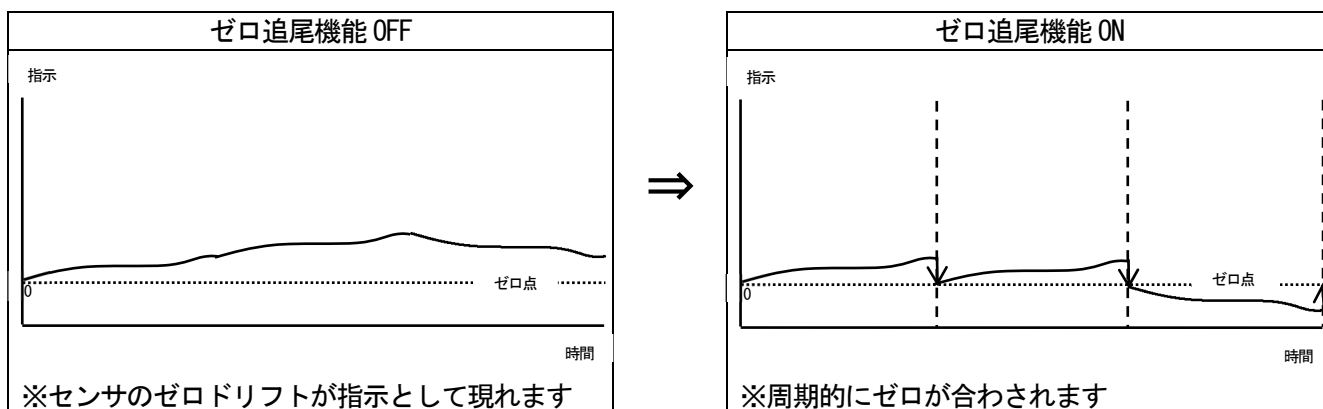 ゼロ追尾機能 OFF
指示
ゼロ点
0
時間
※センサのゼロドリフトが指示として現れます
⇒
ゼロ追尾機能 ON
指示
ゼロ点
0
時間
※周期的にゼロが合わされます